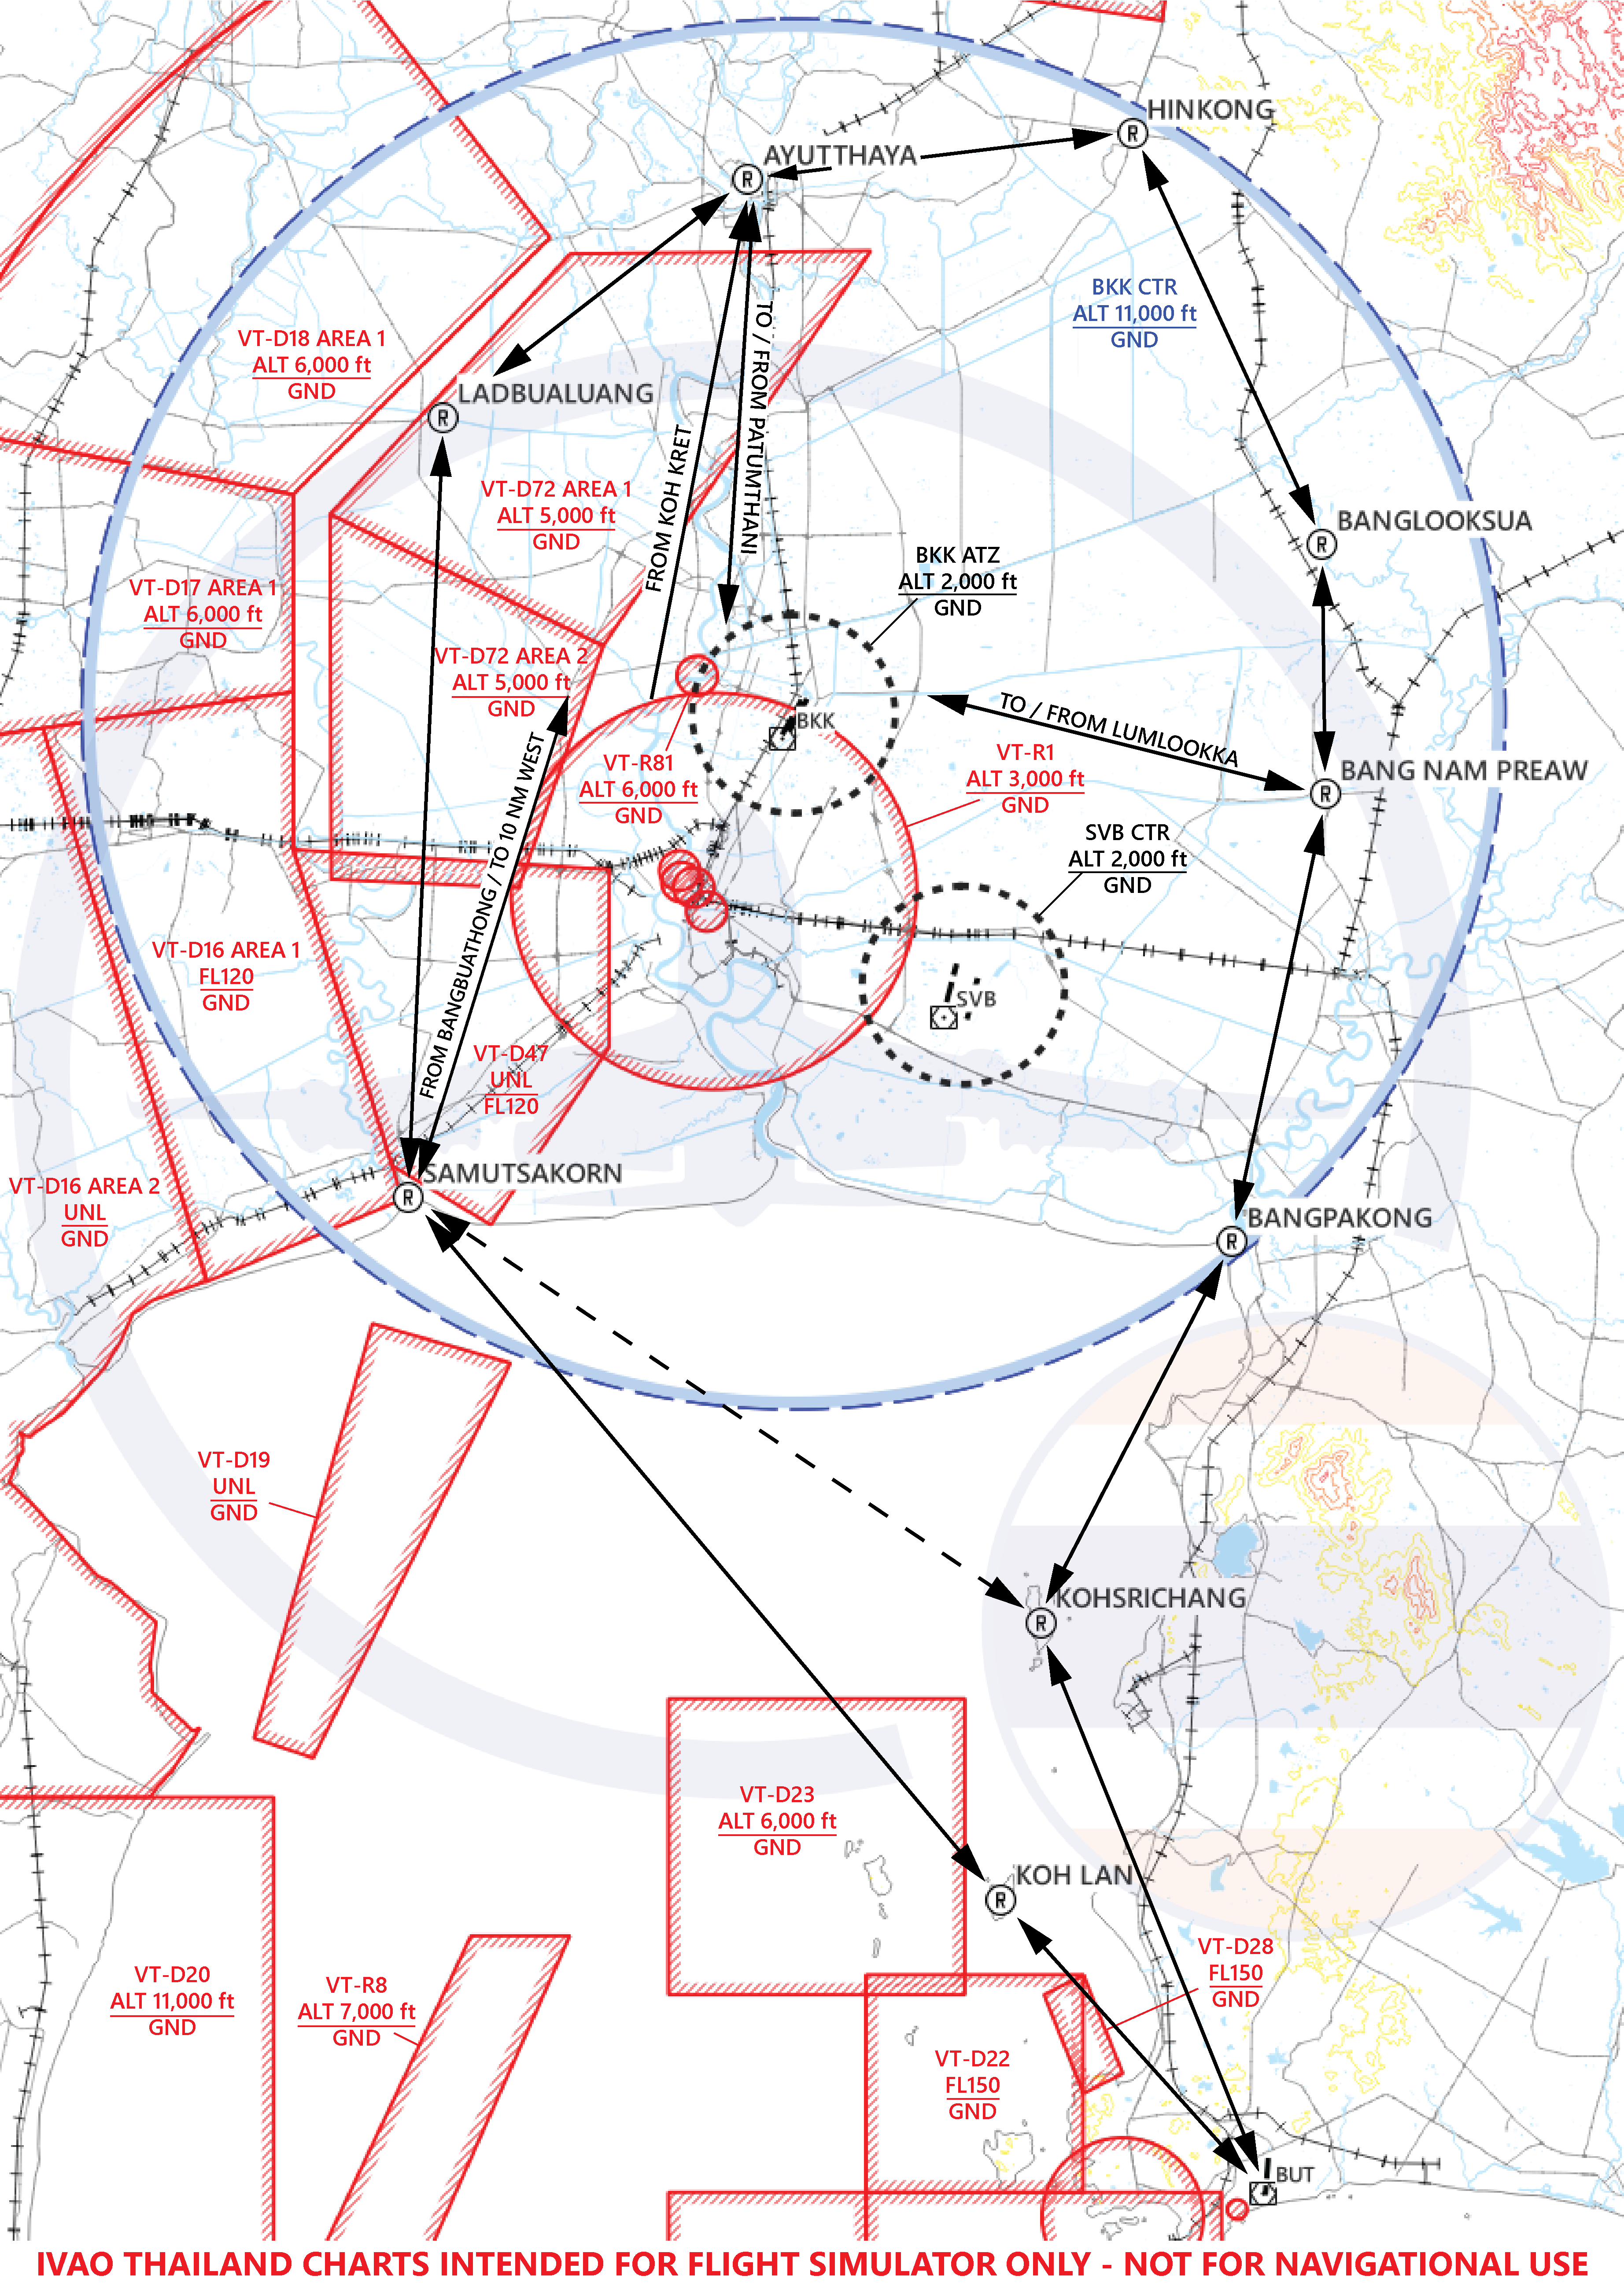 HINKONG
R
AYUTTHAYA
R
BKK CTR
ALT 11,000 ft
GND
VT-D18 AREA 1
ALT 6,000 ft
GND
TO / FROM PATUMTHANI
LADBUALUANG
R
FROM KOH KRET
VT-D72 AREA 1
ALT 5,000 ft
GND
BANGLOOKSUA
R
BKK ATZ
ALT 2,000 ft
GND
VT-D17 AREA 1
ALT 6,000 ft
GND
VT-D72 AREA 2
ALT 5,000 ft
GND
TO / FROM LUMLOOKKA
BKK
VT-R81
ALT 6,000 ft
GND
VT-R1
ALT 3,000 ft
GND
BANG NAM PREAW
R
FROM BANGBUATHONG / TO 10 NM WEST
SVB CTR
ALT 2,000 ft
GND
VT-D16 AREA 1
FL120
GND
SVB
VT-D47
UNL
FL120
SAMUTSAKORN
R
VT-D16 AREA 2
UNL
GND
BANGPAKONG
R
VT-D19
UNL
GND
KOHSRICHANG
R
VT-D23
ALT 6,000 ft
GND
KOH LAN
R
VT-D28
FL150
GND
VT-D20
ALT 11,000 ft
GND
VT-R8
ALT 7,000 ft
GND
VT-D22
FL150
GND
BUT
IVAO THAILAND CHARTS INTENDED FOR FLIGHT SIMULATOR ONLY - NOT FOR NAVIGATIONAL USE